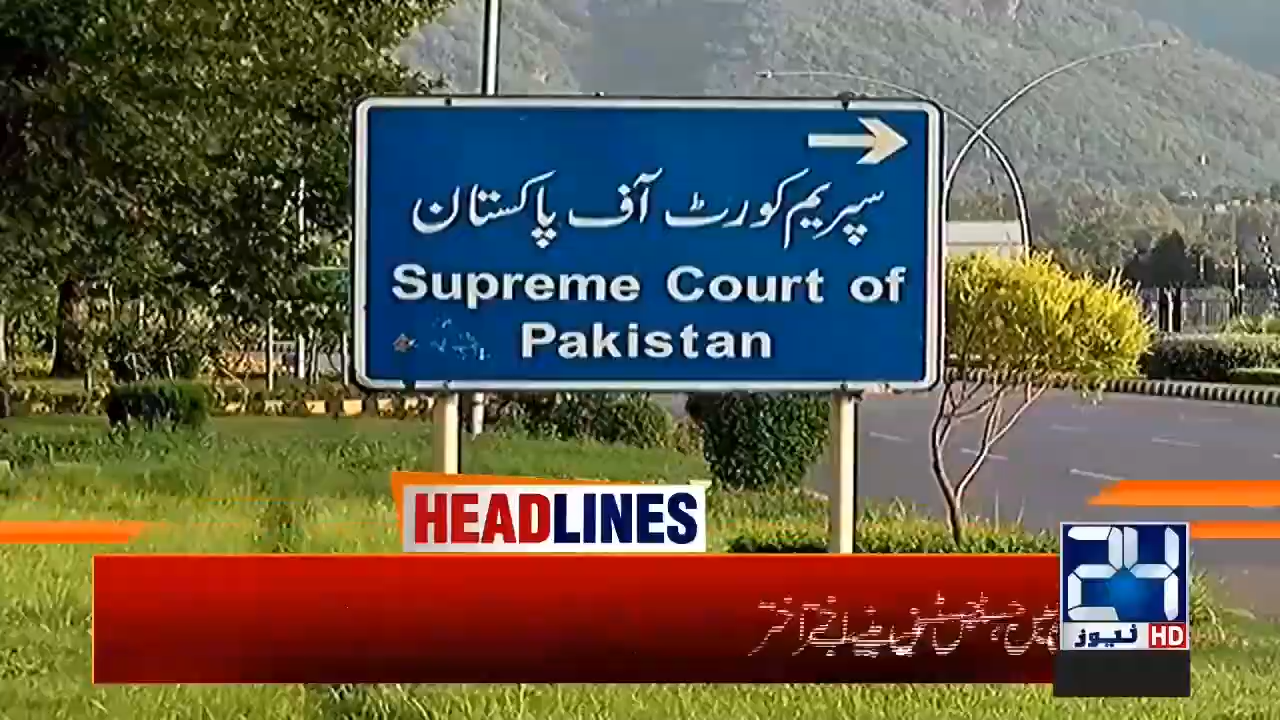 سپریم کورٹ آف پاکستان
Supreme Court of
Pakistan
HEADLINES
24
نیوز HD